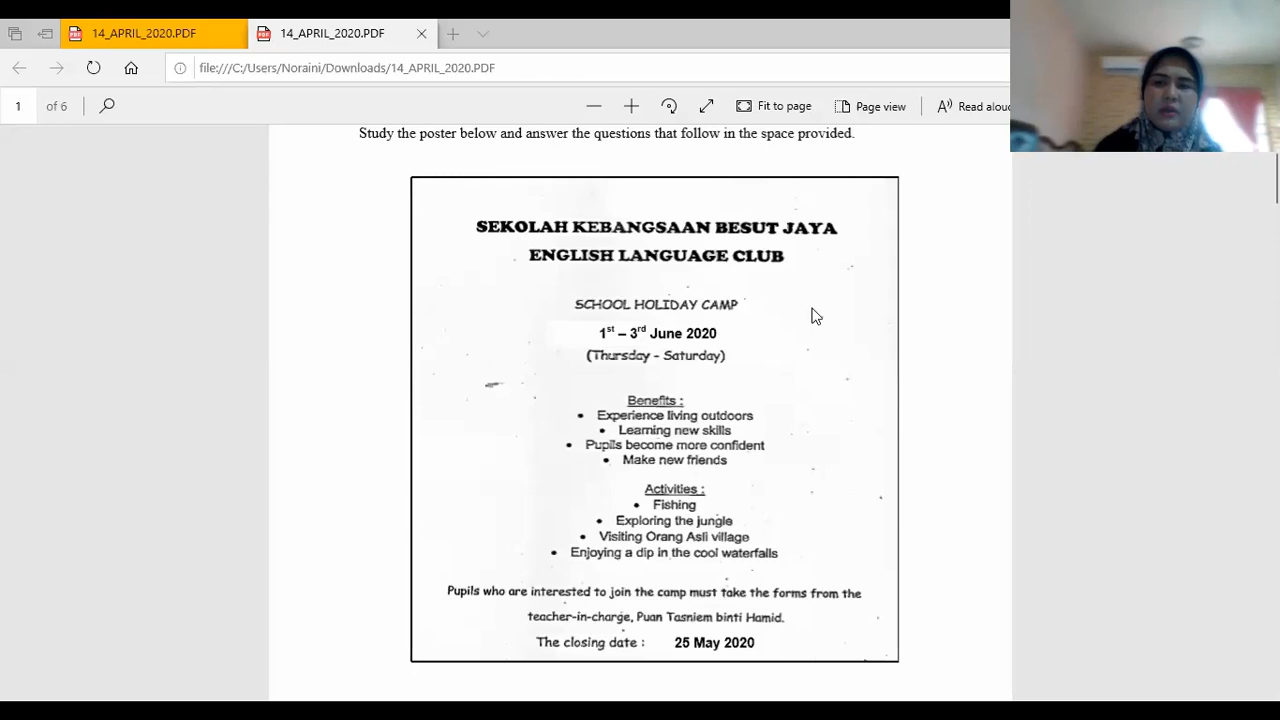 14_APRIL_2020.PDF
14_APRIL_2020.PDF
file:///C:/Users/Noraini/Downloads/14_APRIL_2020.PDF
1 of 6
Fit to page
Page view
Read
Study the poster below and answer the questions that follow in the space provided.
SEKOLAH KEBANGSAAN BESUT JAYA
ENGLISH LANGUAGE CLUB
SCHOOL HOLIDAY CAMP
1st – 3rd June 2020
(Thursday - Saturday)
Benefits :
• Experience living outdoors
• Learning new skills
• Pupils become more confident
• Make new friends
Activities :
• Fishing
• Exploring the jungle
• Visiting Orang Asli village
• Enjoying a dip in the cool waterfalls
Pupils who are interested to join the camp must take the forms from the
teacher-in-charge, Puan Tasniem binti Hamid.
The closing date : 25 May 2020